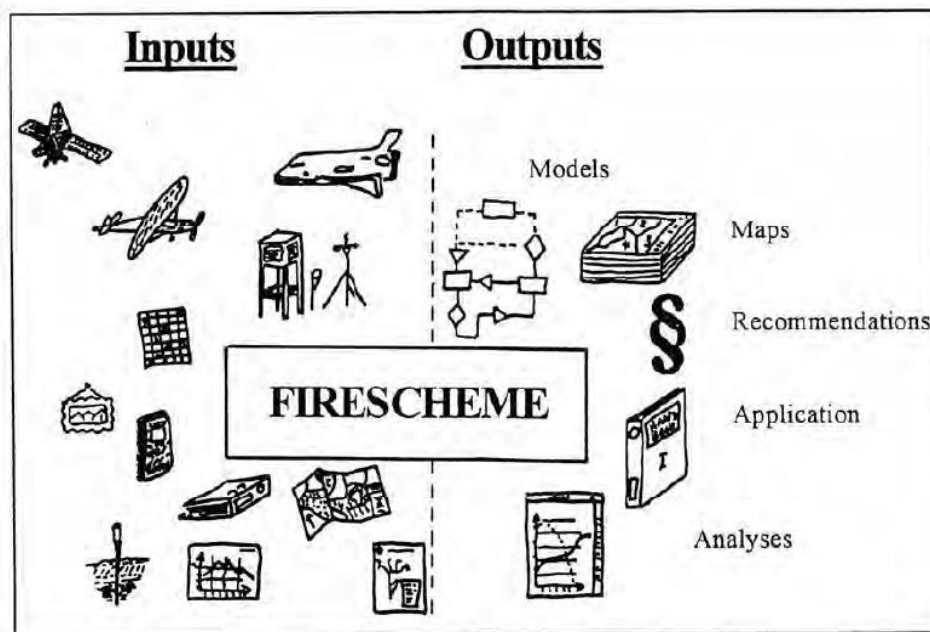 Inputs
Outputs
Models
Maps
Recommendations
§
FIRESCHEME
Application
Analyses